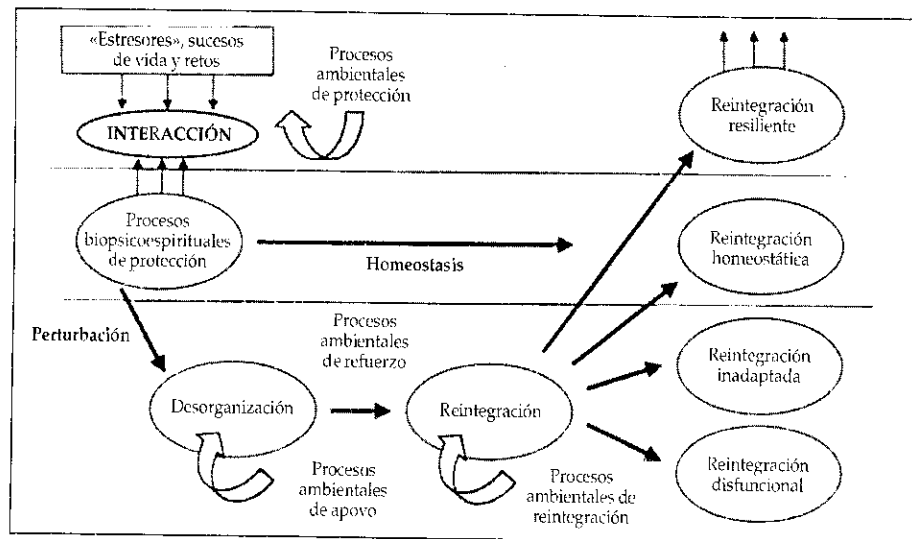 «Estresores», sucesos
de vida y retos
INTERACCIÓN
Procesos
ambientales
de protección
Reintegración
resiliente
Procesos
biopsicoespirituales
de protección
Homeostasis
Reintegración
homeostática
Perturbación
Procesos
ambientales
de refuerzo
Desorganización
Reintegración
Reintegración
inadaptada
Procesos
ambientales
de apoyo
Procesos
ambientales de
reintegración
Reintegración
disfuncional